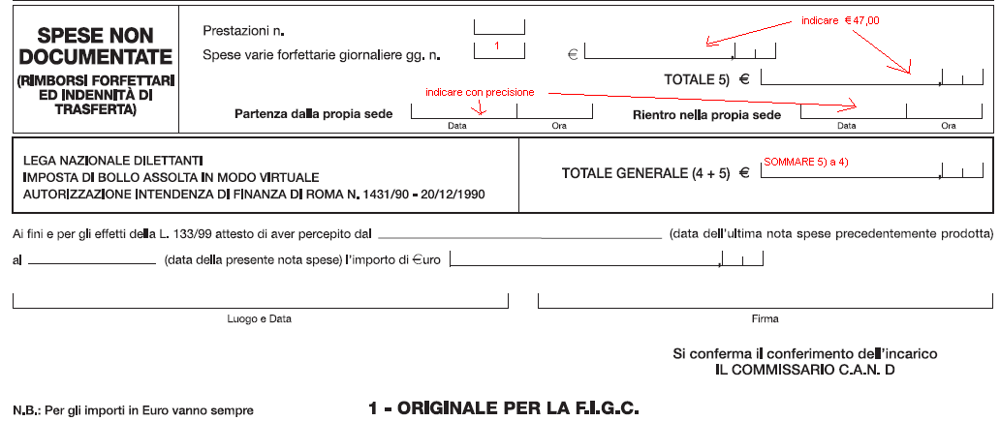 SPESE NON
DOCUMENTATE
(RIMBORSI FORFETTARI
ED INDENNITÀ DI
TRASFERTA)
Prestazioni n.
indicare €47,00
Spese varie forfettarie giornaliere gg. n. 1 € ,
TOTALE 5) € ,
indicare con precisione
Partenza dalla propia sede Rientro nella propia sede
Data Ora Data Ora
LEGA NAZIONALE DILETTANTI
IMPOSTA DI BOLLO ASSOLTA IN MODO VIRTUALE
AUTORIZZAZIONE INTENDENZA DI FINANZA DI ROMA N. 1431/90 - 20/12/1990
TOTALE GENERALE (4 + 5) € SOMMARE 5) a 4) ,
Ai fini e per gli effetti della L. 133/99 attesto di aver percepito dal (data dell'ultima nota spese precedentemente prodotta)
al (data della presente nota spese) l'importo di €uro ,
Luogo e Data Firma
Si conferma il conferimento dell'incarico
IL COMMISSARIO C.A.N. D
N.B.: Per gli importi in Euro vanno sempre 1 - ORIGINALE PER LA F.I.G.C.